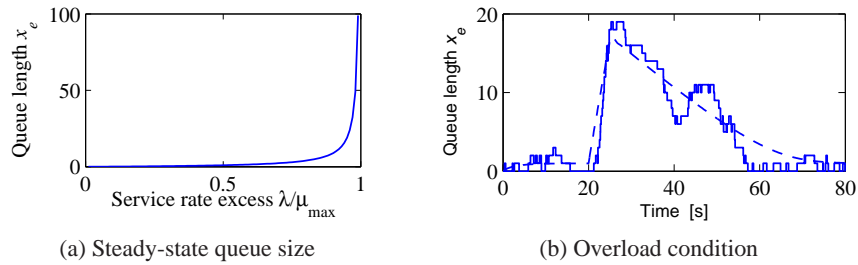 100
50
0
0
0.5
1
Queue length x_e
Service rate excess λ/μ_max
(a) Steady-state queue size
20
10
0
0
20
40
60
80
Queue length x_e
Time [s]
(b) Overload condition